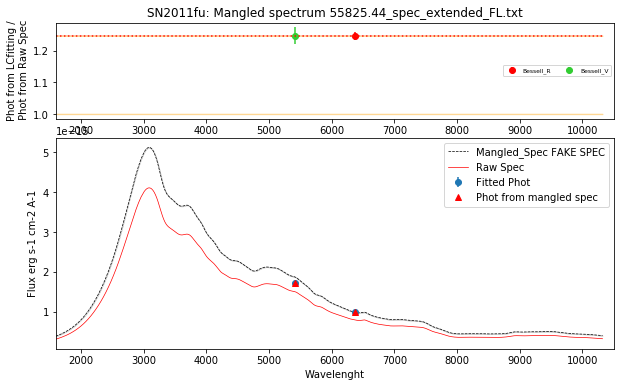 SN2011fu: Mangled spectrum 55825.44_spec_extended_FL.txt
Phot from LCfitting /
Phot from Raw Spec
1.2
1.1
1.0
Bessell_R
Bessell_V
2000 3000 4000 5000 6000 7000 8000 9000 10000
5
4
3
2
1
Mangled_Spec FAKE SPEC
Raw Spec
Fitted Phot
Phot from mangled spec
Flux erg s-1 cm-2 A-1
2000 3000 4000 5000 6000 7000 8000 9000 10000
Wavelenght